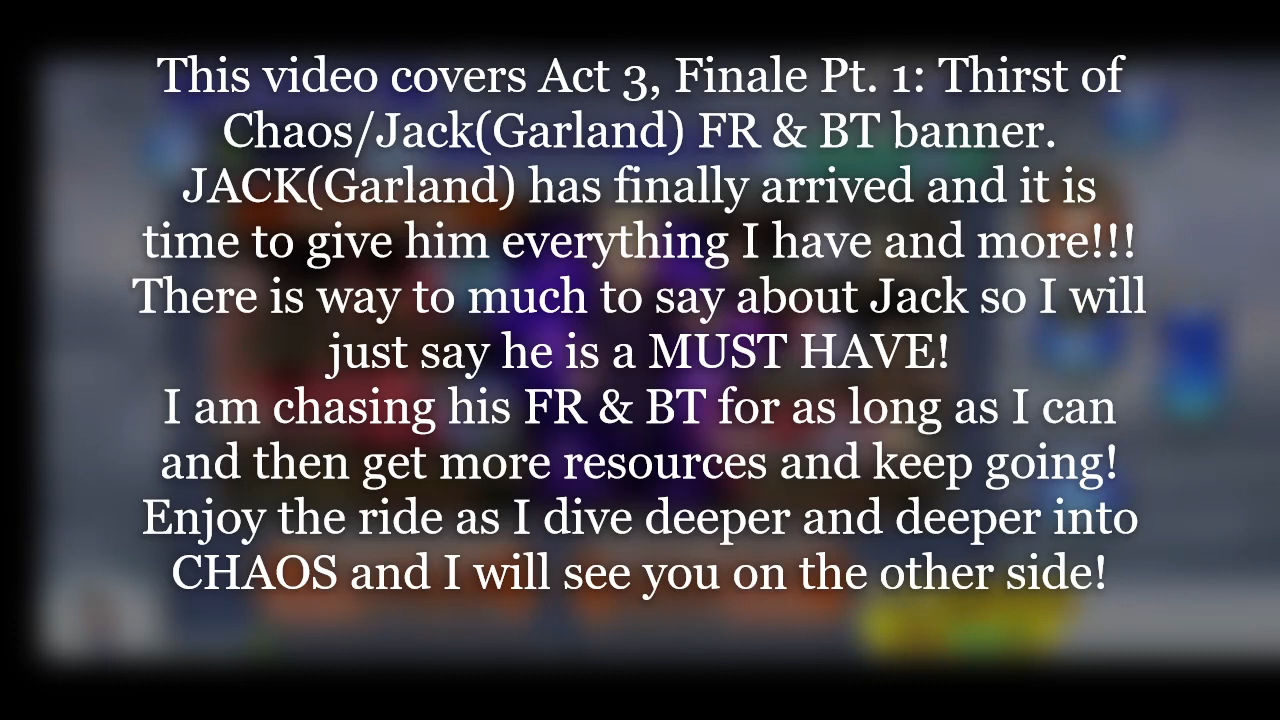 This video covers Act 3, Finale Pt. 1: Thirst of
Chaos/Jack(Garland) FR & BT banner.
JACK(Garland) has finally arrived and it is
time to give him everything I have and more!!!
There is way to much to say about Jack so I will
just say he is a MUST HAVE!
I am chasing his FR & BT for as long as I can
and then get more resources and keep going!
Enjoy the ride as I dive deeper and deeper into
CHAOS and I will see you on the other side!